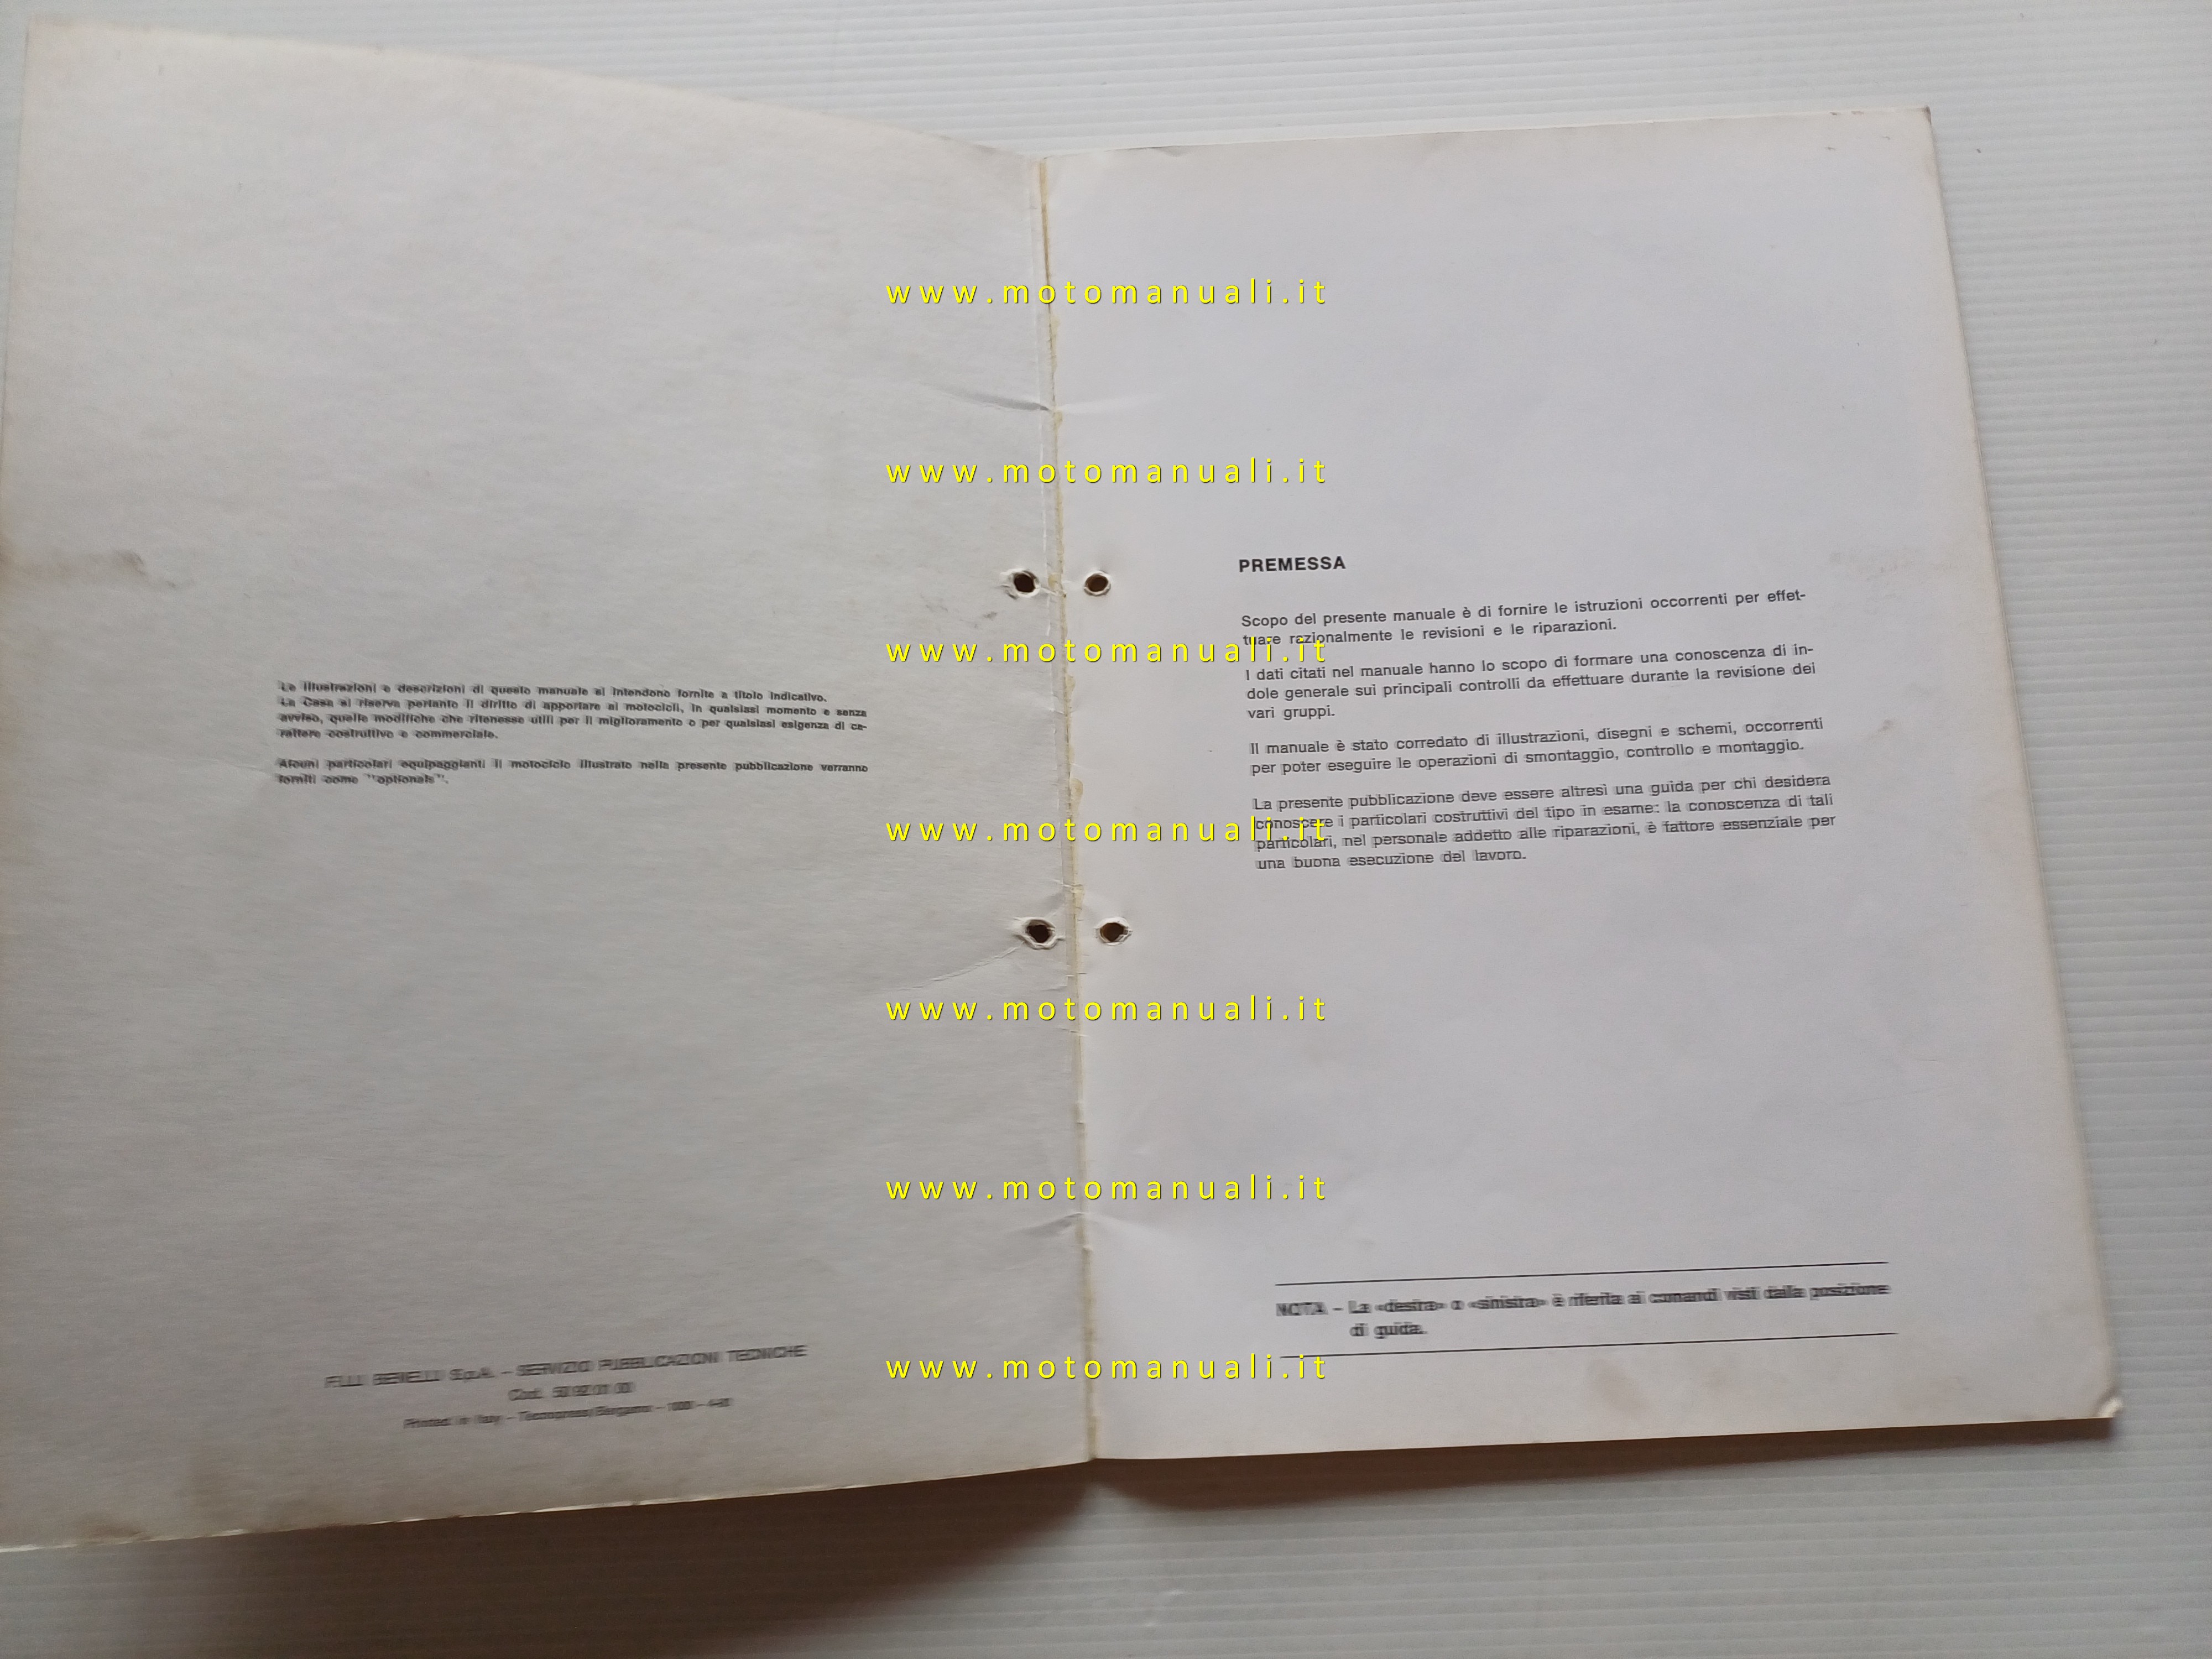 Le illustrazioni e descrizioni di questo manuale si intendono fornite a titolo indicativo.
La Casa si riserva pertanto il diritto di apportare ai motocicli, in qualsiasi momento e senza
avviso, quelle modifiche che ritenesse utili per il miglioramento o per qualsiasi esigenza di ca-
rattere costruttivo e commerciale.
Alcuni particolari equipaggianti il motociclo illustrato nella presente pubblicazione verranno
forniti come "optionals".
F.LLI BENELLI S.p.A. - SERVIZIO PUBBLICAZIONI TECNICHE
Cod.
Printed in Italy - Tecnopress/Bergamo
PREMESSA
Scopo del presente manuale è di fornire le istruzioni occorrenti per effet-
tuare razionalmente le revisioni e le riparazioni.
I dati citati nel manuale hanno lo scopo di formare una conoscenza di in-
dole generale sui principali controlli da effettuare durante la revisione dei
vari gruppi.
Il manuale è stato corredato di illustrazioni, disegni e schemi, occorrenti
per poter eseguire le operazioni di smontaggio, controllo e montaggio.
La presente pubblicazione deve essere altresì una guida per chi desidera
conoscere i particolari costruttivi del tipo in esame: la conoscenza di tali
particolari, nel personale addetto alle riparazioni, è fattore essenziale per
una buona esecuzione del lavoro.
NOTA - La «destra» o «sinistra» è riferita ai comandi visti dalla posizione
di guida.
www.motomanuali.it
www.motomanuali.it
www.motomanuali.it
www.motomanuali.it
www.motomanuali.it
www.motomanuali.it
www.motomanuali.it